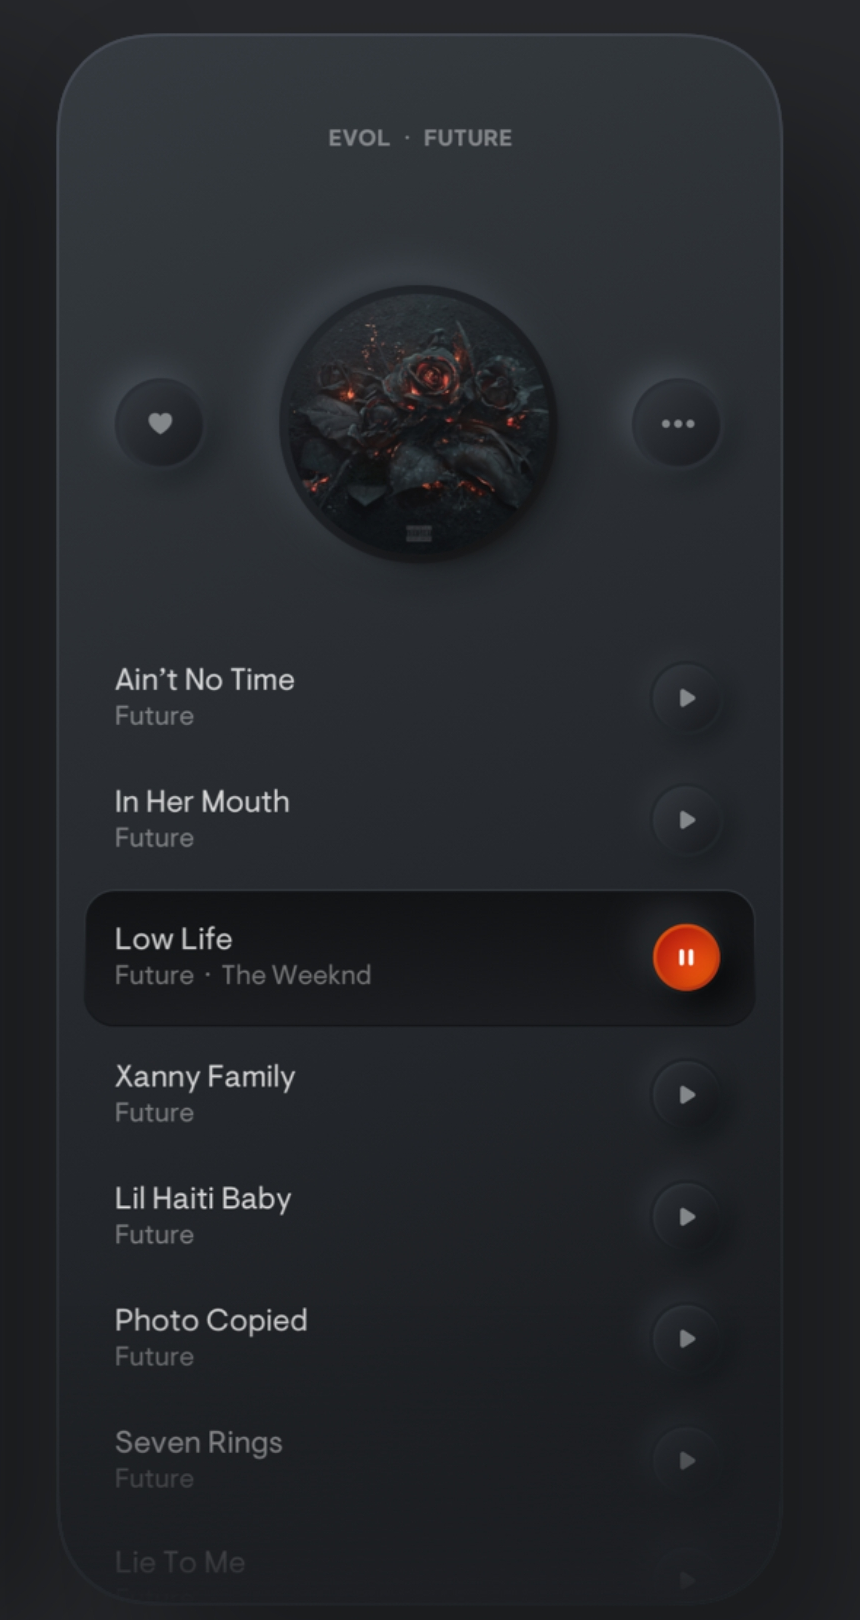 EVOL · FUTURE
Ain’t No Time
Future
In Her Mouth
Future
Low Life
Future · The Weeknd
Xanny Family
Future
Lil Haiti Baby
Future
Photo Copied
Future
Seven Rings
Future
Lie To Me